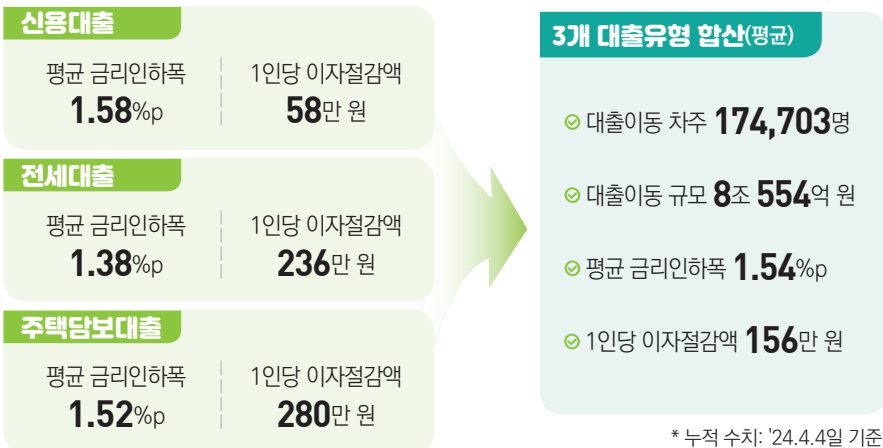 신용대출
평균 금리인하폭
1.58%p
1인당 이자절감액
58만 원
전세대출
평균 금리인하폭
1.38%p
1인당 이자절감액
236만 원
주택담보대출
평균 금리인하폭
1.52%p
1인당 이자절감액
280만 원
3개 대출유형 합산(평균)
대출이동 차주 174,703명
대출이동 규모 8조 554억 원
평균 금리인하폭 1.54%p
1인당 이자절감액 156만 원
* 누적 수치: '24.4.4일 기준